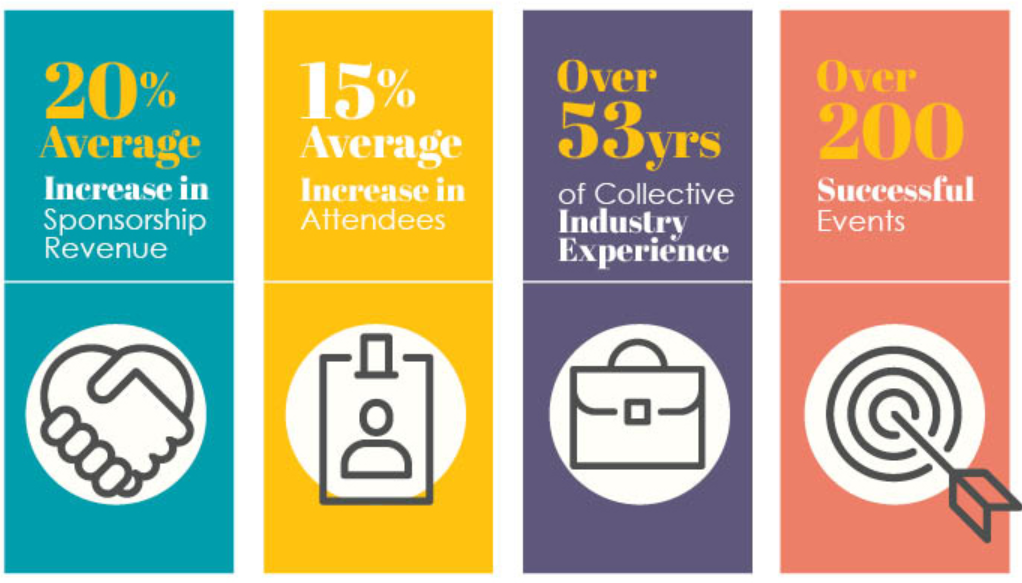 20%
Average
Increase in
Sponsorship
Revenue
15%
Average
Increase in
Attendees
Over
53yrs
of Collective
Industry
Experience
Over
200
Successful
Events